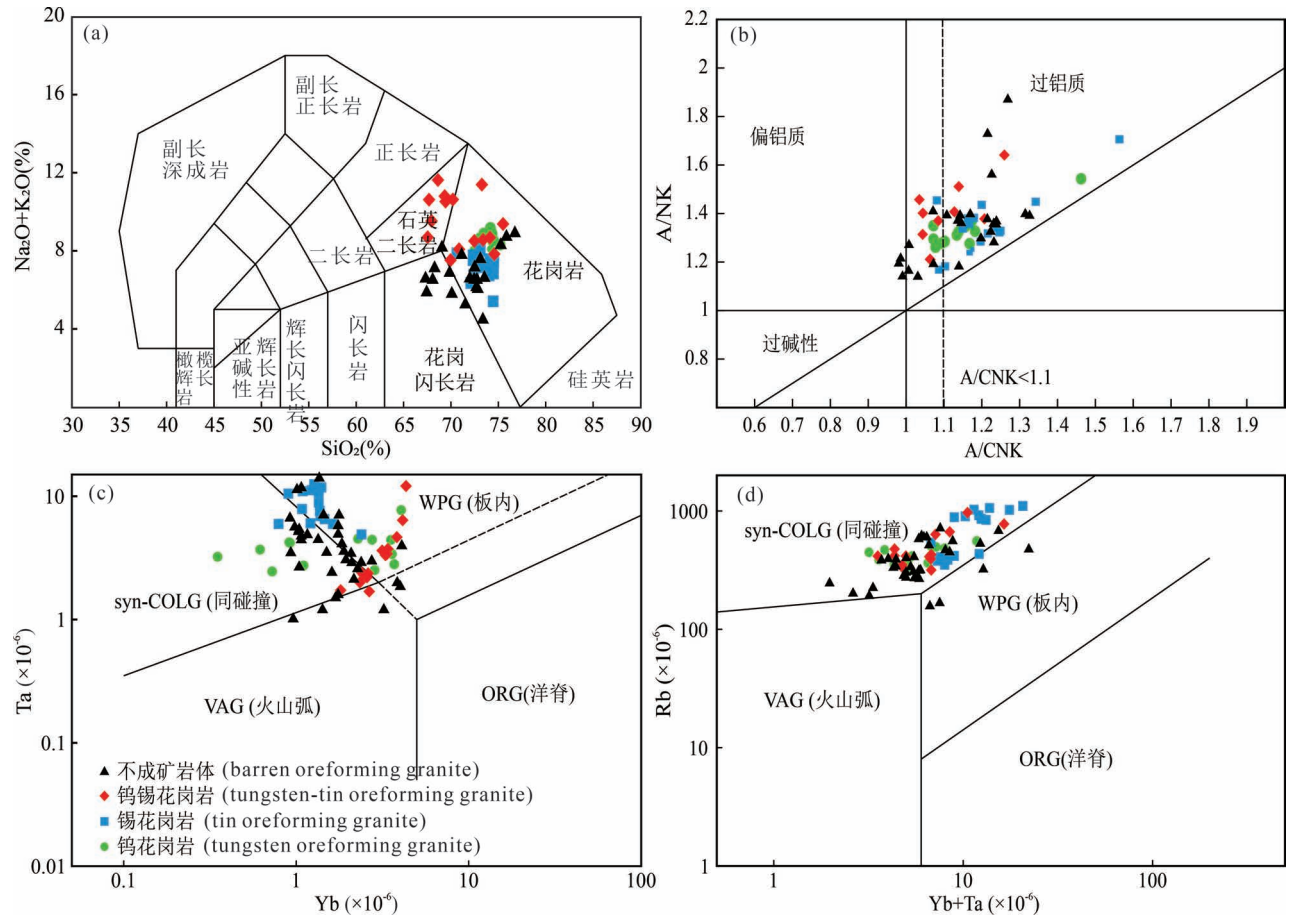 (a)
20
16
12
8
4
Na₂O+K₂O(%)
副长
正长岩
副长
深成岩
正长岩
石英
二长岩
二长岩
花岗岩
橄榄
辉长
岩
亚碱性
辉长岩
辉长
闪长岩
闪长岩
花岗
闪长岩
硅英岩
30 35 40 45 50 55 60 65 70 75 80 85 90
SiO₂(%)
(b)
2.2
2
1.8
1.6
1.4
1.2
1
0.8
A/NK
偏铝质
过铝质
过碱性
A/CNK<1.1
0.6 0.7 0.8 0.9 1 1.1 1.2 1.3 1.4 1.5 1.6 1.7 1.8 1.9
A/CNK
(c)
10
1
0.1
0.01
Ta (×10⁻⁶)
WPG (板内)
syn-COLG (同碰撞)
VAG (火山弧)
ORG(洋脊)
不成矿岩体 (barren oreforming granite)
钨锡花岗岩 (tungsten-tin oreforming granite)
锡花岗岩 (tin oreforming granite)
钨花岗岩 (tungsten oreforming granite)
0.1 1 10 100
Yb (×10⁻⁶)
(d)
1000
100
10
1
Rb (×10⁻⁶)
syn-COLG (同碰撞)
WPG (板内)
VAG (火山弧)
ORG(洋脊)
1 10 100
Yb+Ta (×10⁻⁶)